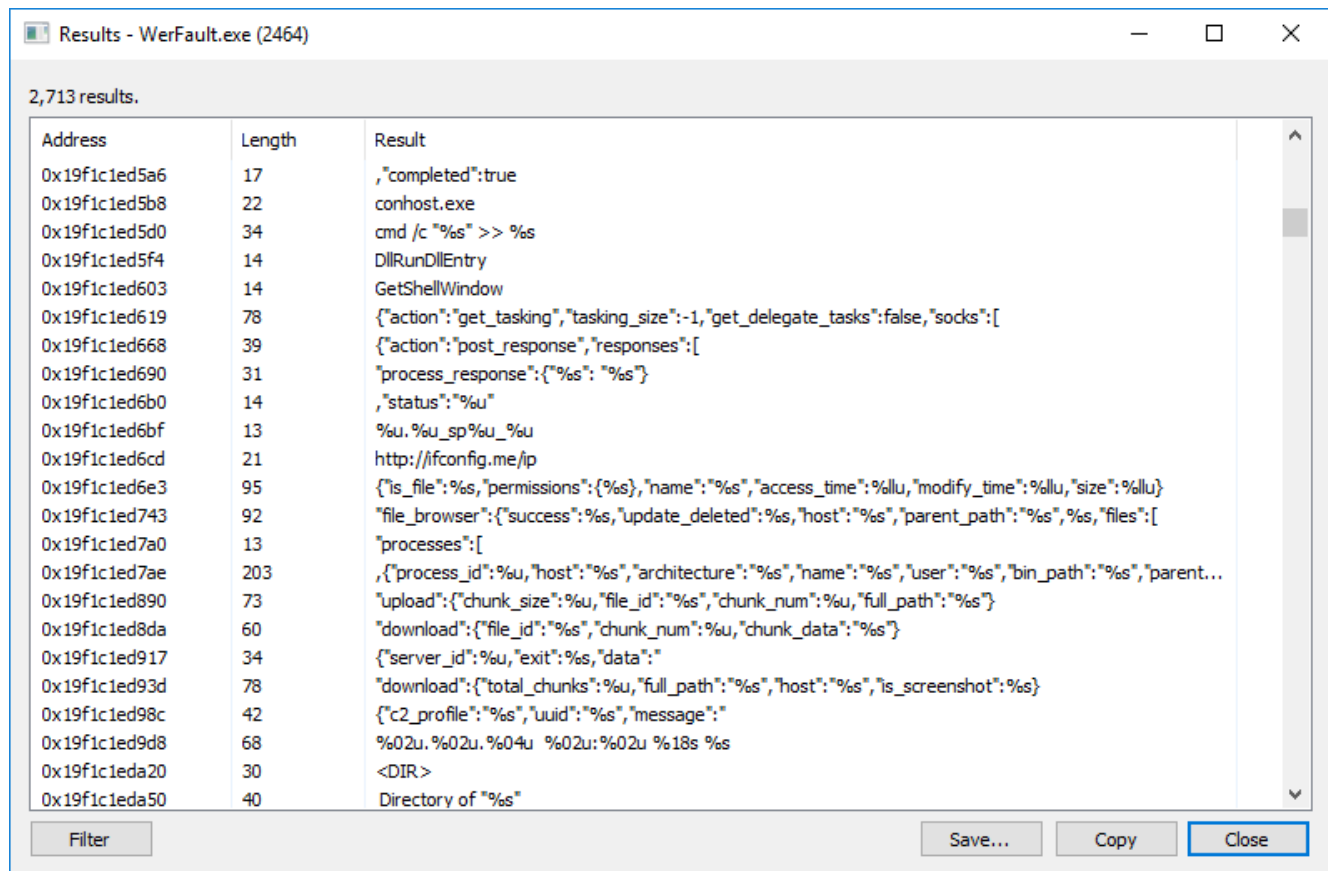 Results - WerFault.exe (2464)
2,713 results.
Address Length Result
0x19f1c1ed5a6 17 ,"completed":true
0x19f1c1ed5b8 22 conhost.exe
0x19f1c1ed5d0 34 cmd /c "%s" >> %s
0x19f1c1ed5f4 14 DllRunDllEntry
0x19f1c1ed603 14 GetShellWindow
0x19f1c1ed619 78 {"action":"get_tasking","tasking_size":-1,"get_delegate_tasks":false,"socks":[
0x19f1c1ed668 39 {"action":"post_response","responses":[
0x19f1c1ed690 31 "process_response":{"%s": "%s"}
0x19f1c1ed6b0 14 ,"status":"%u"
0x19f1c1ed6bf 13 %u.%u_sp%u_%u
0x19f1c1ed6cd 21 http://ifconfig.me/ip
0x19f1c1ed6e3 95 {"is_file":%s,"permissions":{%s},"name":"%s","access_time":%llu,"modify_time":%llu,"size":%llu}
0x19f1c1ed743 92 "file_browser":{"success":%s,"update_deleted":%s,"host":"%s","parent_path":"%s",%s,"files":[
0x19f1c1ed7a0 13 "processes":[
0x19f1c1ed7ae 203 ,{"process_id":%u,"host":"%s","architecture":"%s","name":"%s","user":"%s","bin_path":"%s","parent...
0x19f1c1ed890 73 "upload":{"chunk_size":%u,"file_id":"%s","chunk_num":%u,"full_path":"%s"}
0x19f1c1ed8da 60 "download":{"file_id":"%s","chunk_num":%u,"chunk_data":"%s"}
0x19f1c1ed917 34 {"server_id":%u,"exit":%s,"data":"
0x19f1c1ed93d 78 "download":{"total_chunks":%u,"full_path":"%s","host":"%s","is_screenshot":%s}
0x19f1c1ed98c 42 {"c2_profile":"%s","uuid":"%s","message":"
0x19f1c1ed9d8 68 %02u.%02u.%04u  %02u:%02u %18s %s
0x19f1c1eda20 30 <DIR>
0x19f1c1eda50 40 Directory of "%s"
Filter Save... Copy Close